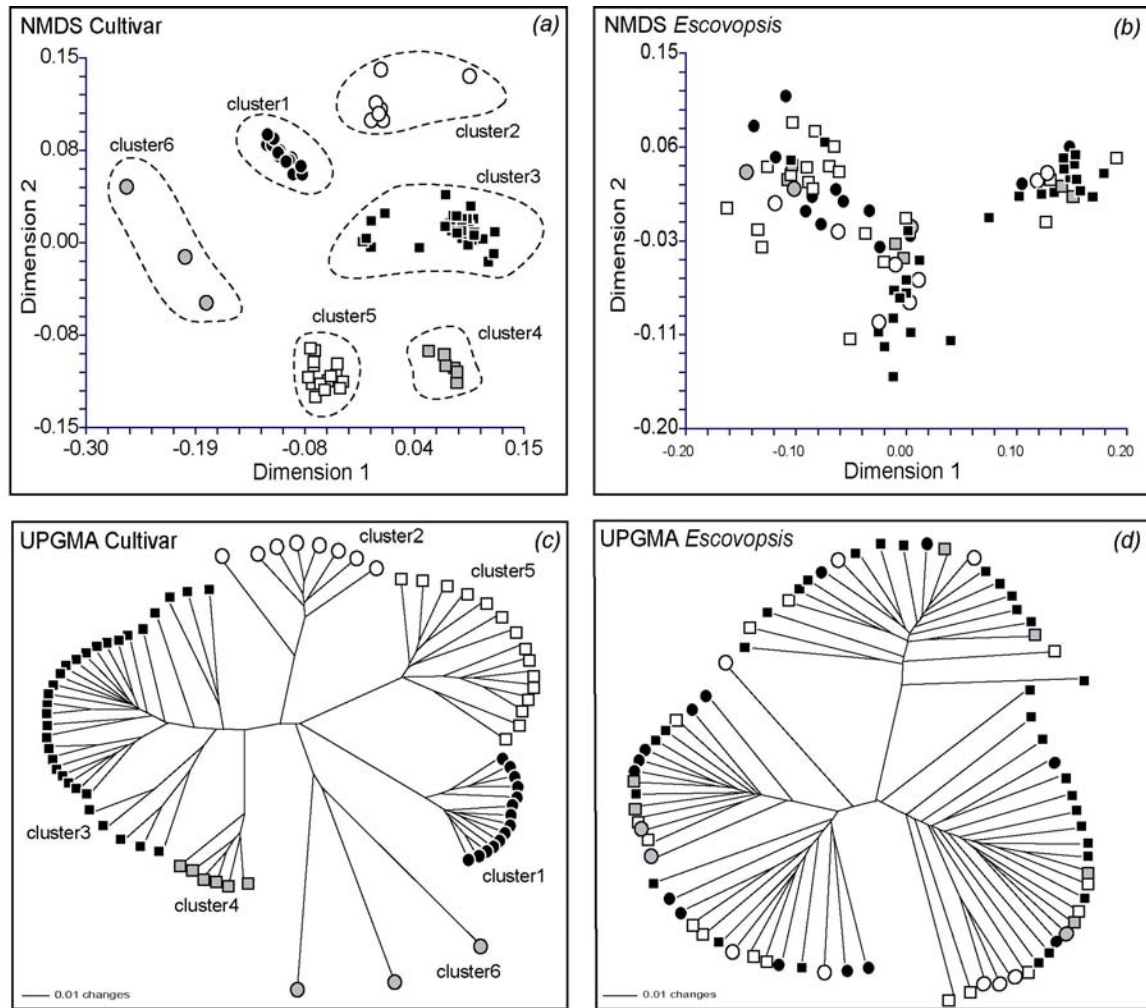 NMDS Cultivar (a)
0.15
cluster1
cluster2
cluster6
0.08
cluster3
Dimension 2
0.00
cluster5
cluster4
-0.08
-0.15
-0.30 -0.19 -0.08 0.04 0.15
Dimension 1
NMDS Escovopsis (b)
0.15
0.06
Dimension 2
-0.03
-0.11
-0.20
-0.20 -0.10 0.00 0.10 0.20
Dimension 1
UPGMA Cultivar (c)
cluster2
cluster5
cluster3
cluster1
cluster4
cluster6
0.01 changes
UPGMA Escovopsis (d)
0.01 changes